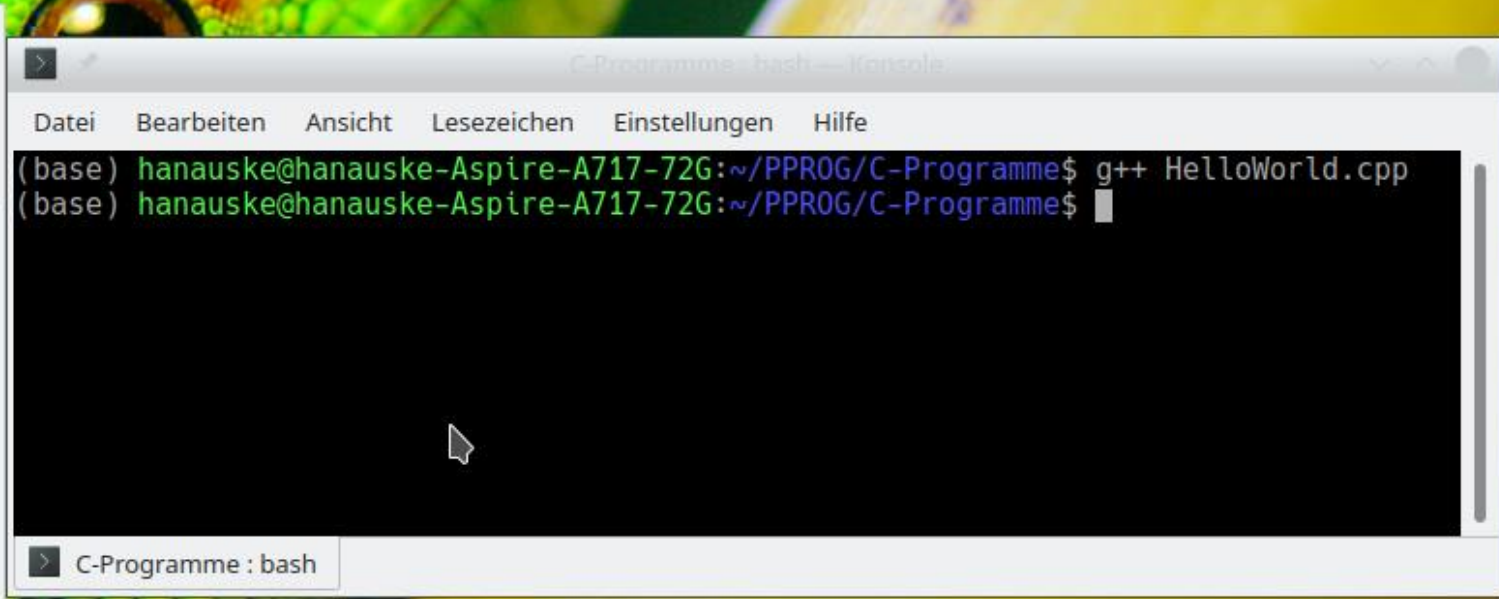 C-Programme : bash — Konsole
Datei Bearbeiten Ansicht Lesezeichen Einstellungen Hilfe
(base) hanauske@hanauske-Aspire-A717-72G:~/PPROG/C-Programme$ g++ HelloWorld.cpp
(base) hanauske@hanauske-Aspire-A717-72G:~/PPROG/C-Programme$
C-Programme : bash